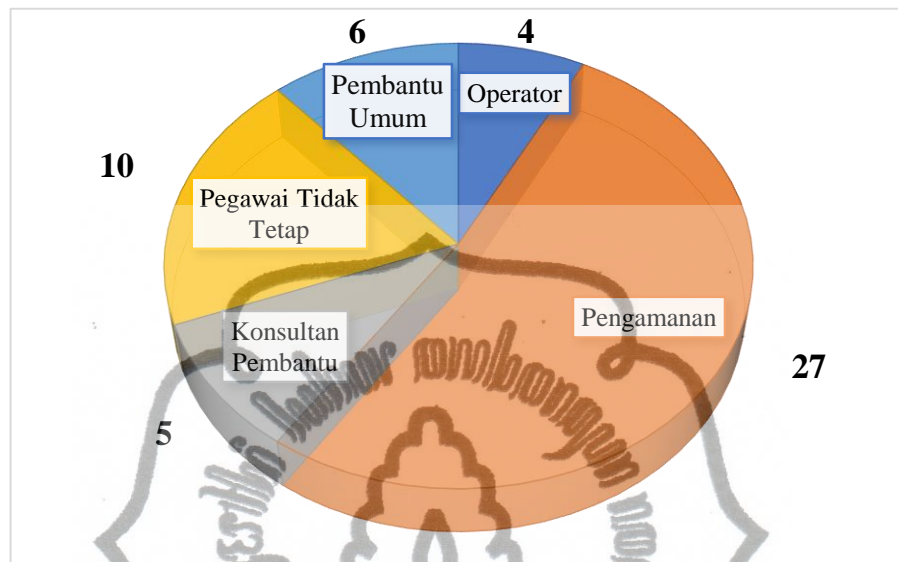 6
4
Pembantu
Umum
Operator
10
Pegawai Tidak
Tetap
Pengamanan
Konsultan
Pembantu
27
5